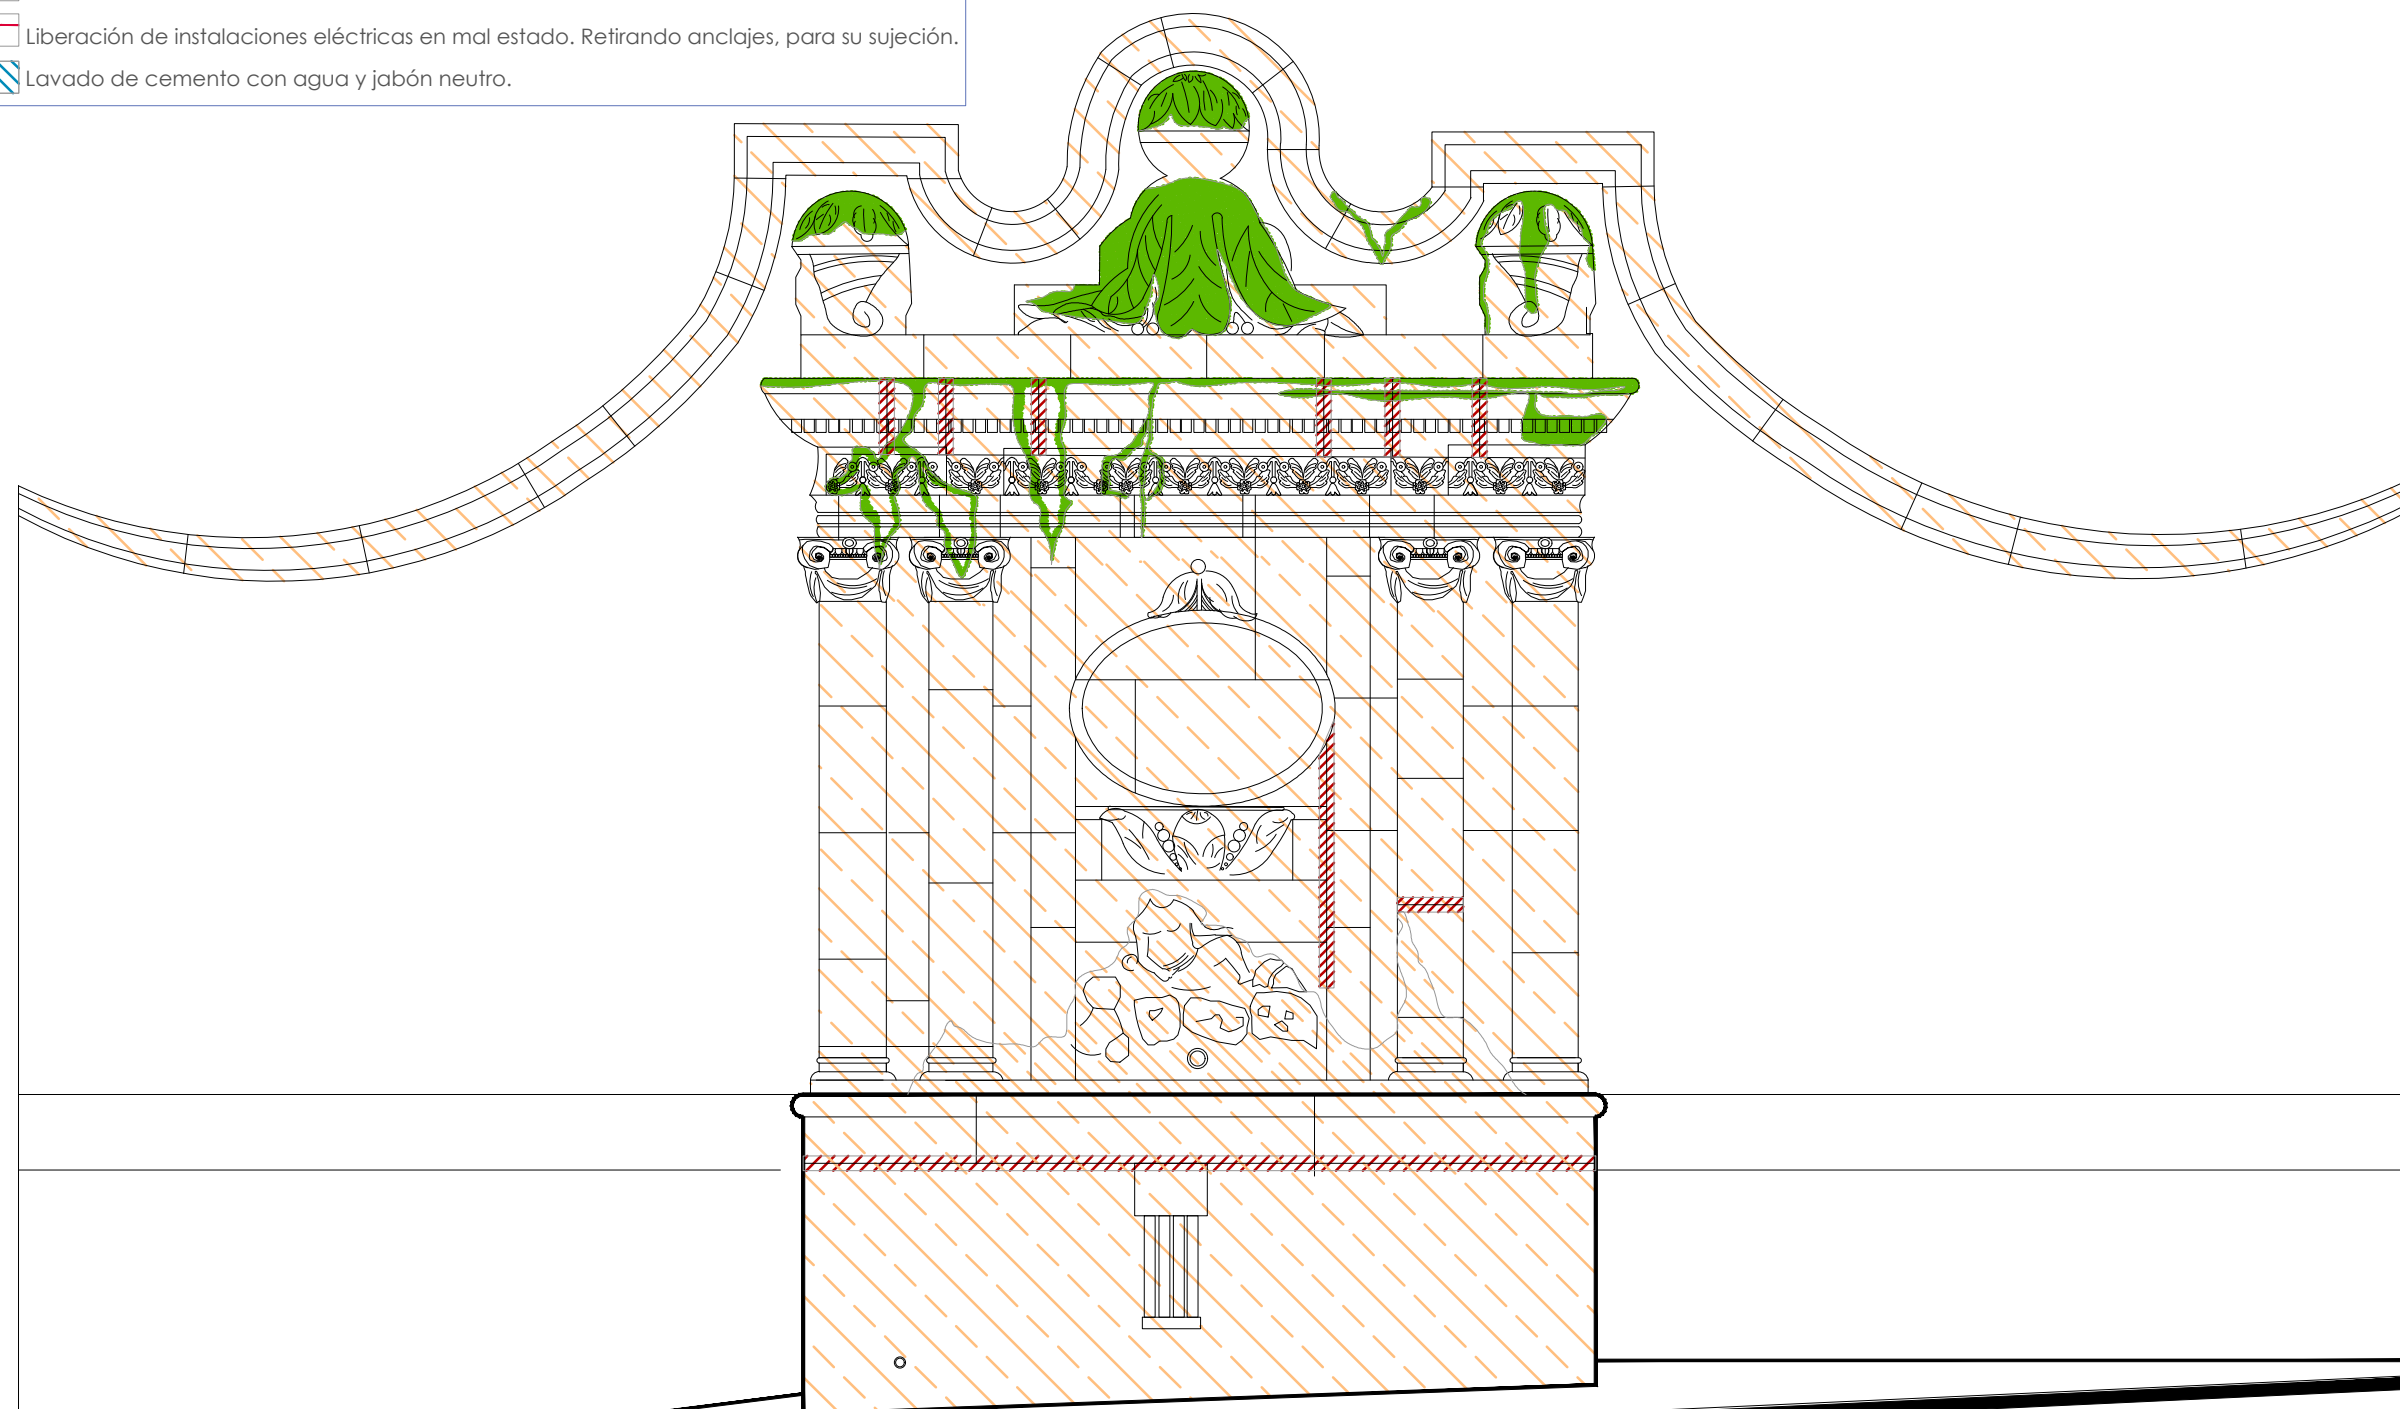 Liberación de instalaciones eléctricas en mal estado. Retirando anclajes, para su sujeción.
Lavado de cemento con agua y jabón neutro.